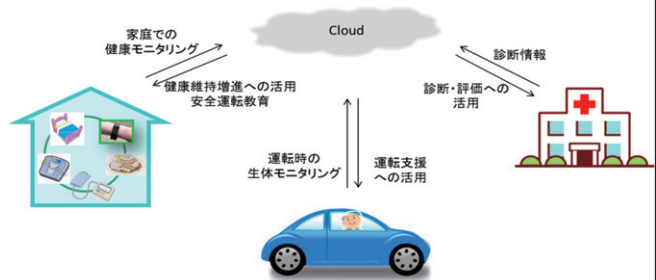 Cloud
家庭での
健康モニタリング
健康維持増進への活用
安全運転教育
運転時の
生体モニタリング
運転支援
への活用
診断情報
診断・評価への
活用